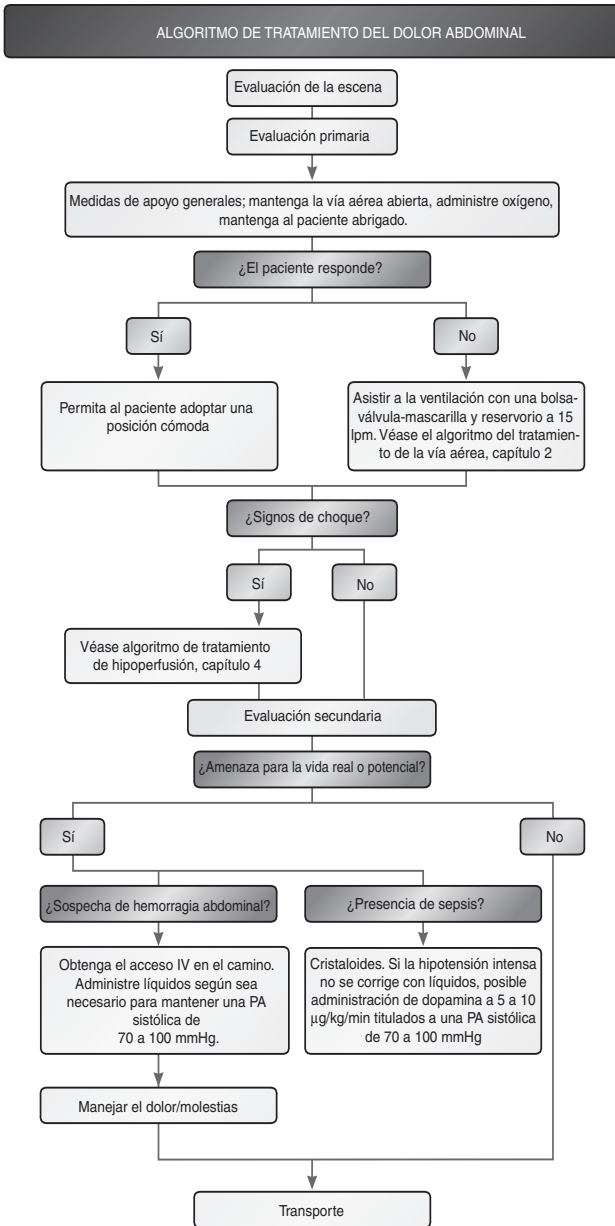 ALGORITMO DE TRATAMIENTO DEL DOLOR ABDOMINAL
Evaluación de la escena
Evaluación primaria
Medidas de apoyo generales; mantenga la vía aérea abierta, administre oxígeno,
mantenga al paciente abrigado.
¿El paciente responde?
Sí
No
Permita al paciente adoptar una
posición cómoda
Asistir a la ventilación con una bolsa-
válvula-mascarilla y reservorio a 15
lpm. Véase el algoritmo del tratamien-
to de la vía aérea, capítulo 2
¿Signos de choque?
Sí
No
Véase algoritmo de tratamiento
de hipoperfusión, capítulo 4
Evaluación secundaria
¿Amenaza para la vida real o potencial?
Sí
No
¿Sospecha de hemorragia abdominal?
¿Presencia de sepsis?
Obtenga el acceso IV en el camino.
Administre líquidos según sea
necesario para mantener una PA
sistólica de
70 a 100 mmHg.
Cristaloides. Si la hipotensión intensa
no se corrige con líquidos, posible
administración de dopamina a 5 a 10
µg/kg/min titulados a una PA sistólica
de 70 a 100 mmHg
Manejar el dolor/molestias
Transporte